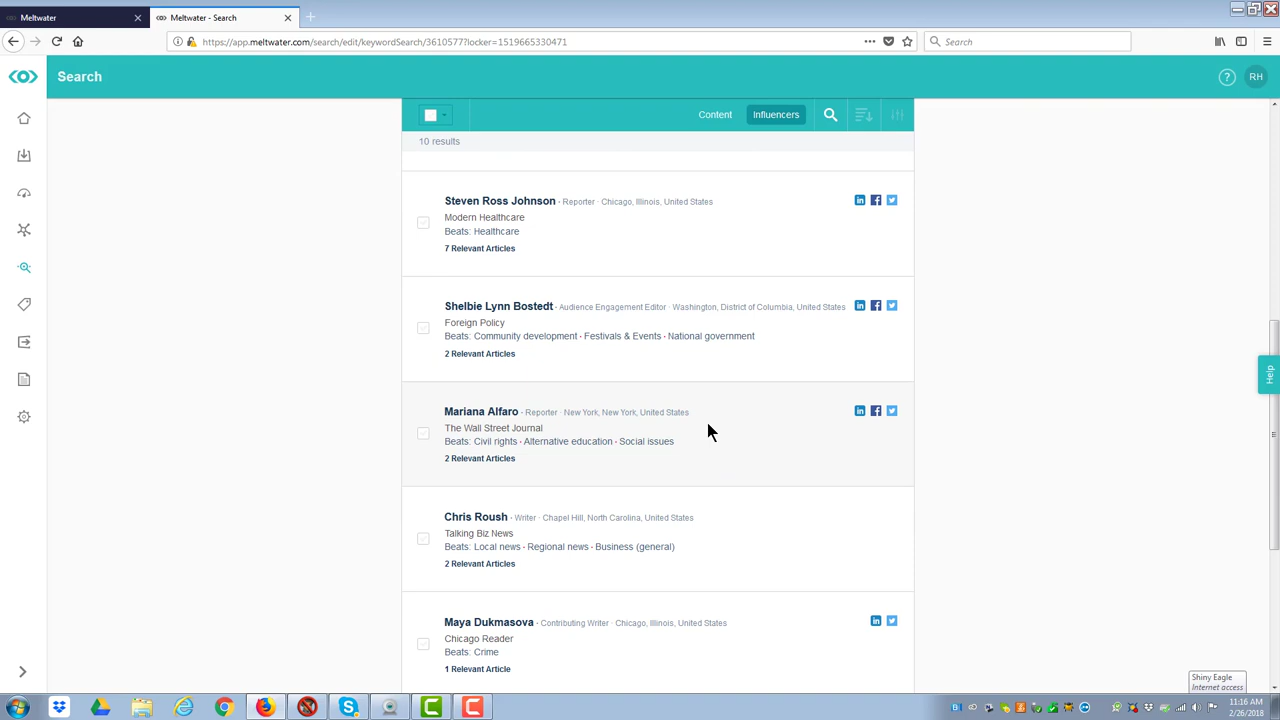 Meltwater
Meltwater - Search
https://app.meltwater.com/search/edit/keywordSearch/3610577?locker=1519665330471
Search
Search
RH
Content
Influencers
10 results
Steven Ross Johnson · Reporter · Chicago, Illinois, United States
Modern Healthcare
Beats: Healthcare
7 Relevant Articles
Shelbie Lynn Bostedt · Audience Engagement Editor · Washington, District of Columbia, United States
Foreign Policy
Beats: Community development · Festivals & Events · National government
2 Relevant Articles
Help
Mariana Alfaro · Reporter · New York, New York, United States
The Wall Street Journal
Beats: Civil rights · Alternative education · Social issues
2 Relevant Articles
Chris Roush · Writer · Chapel Hill, North Carolina, United States
Talking Biz News
Beats: Local news · Regional news · Business (general)
2 Relevant Articles
Maya Dukmasova · Contributing Writer · Chicago, Illinois, United States
Chicago Reader
Beats: Crime
1 Relevant Article
Shiny Eagle
Internet access
11:16 AM
2/26/2018